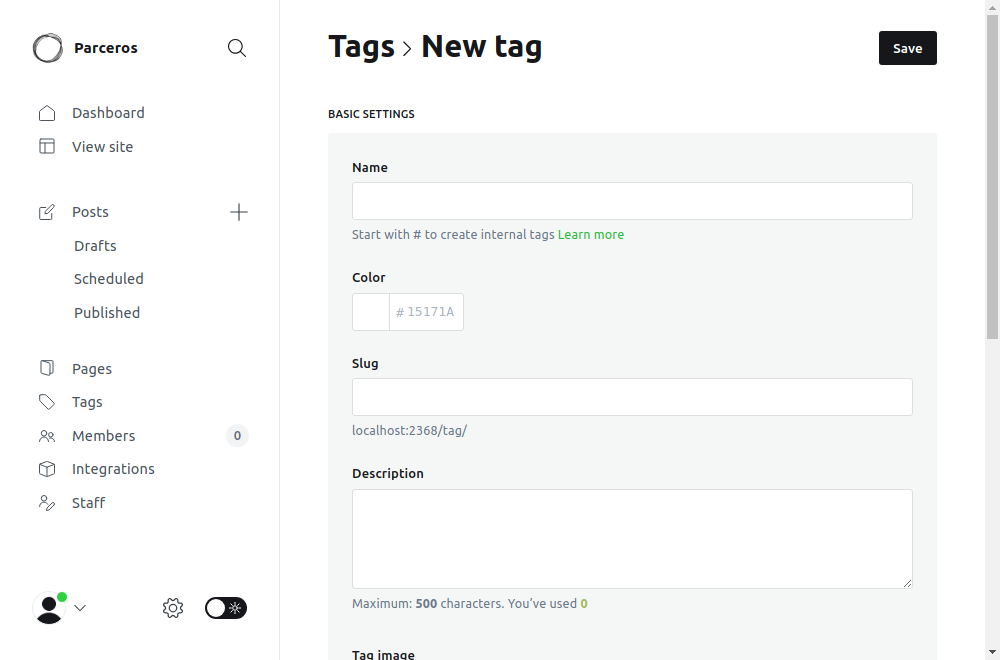 Parceros
Dashboard
View site
Posts
Drafts
Scheduled
Published
Pages
Tags
Members 0
Integrations
Staff
Tags > New tag
Save
BASIC SETTINGS
Name
Start with # to create internal tags Learn more
Color
# 15171A
Slug
localhost:2368/tag/
Description
Maximum: 500 characters. You’ve used 0
Tag image